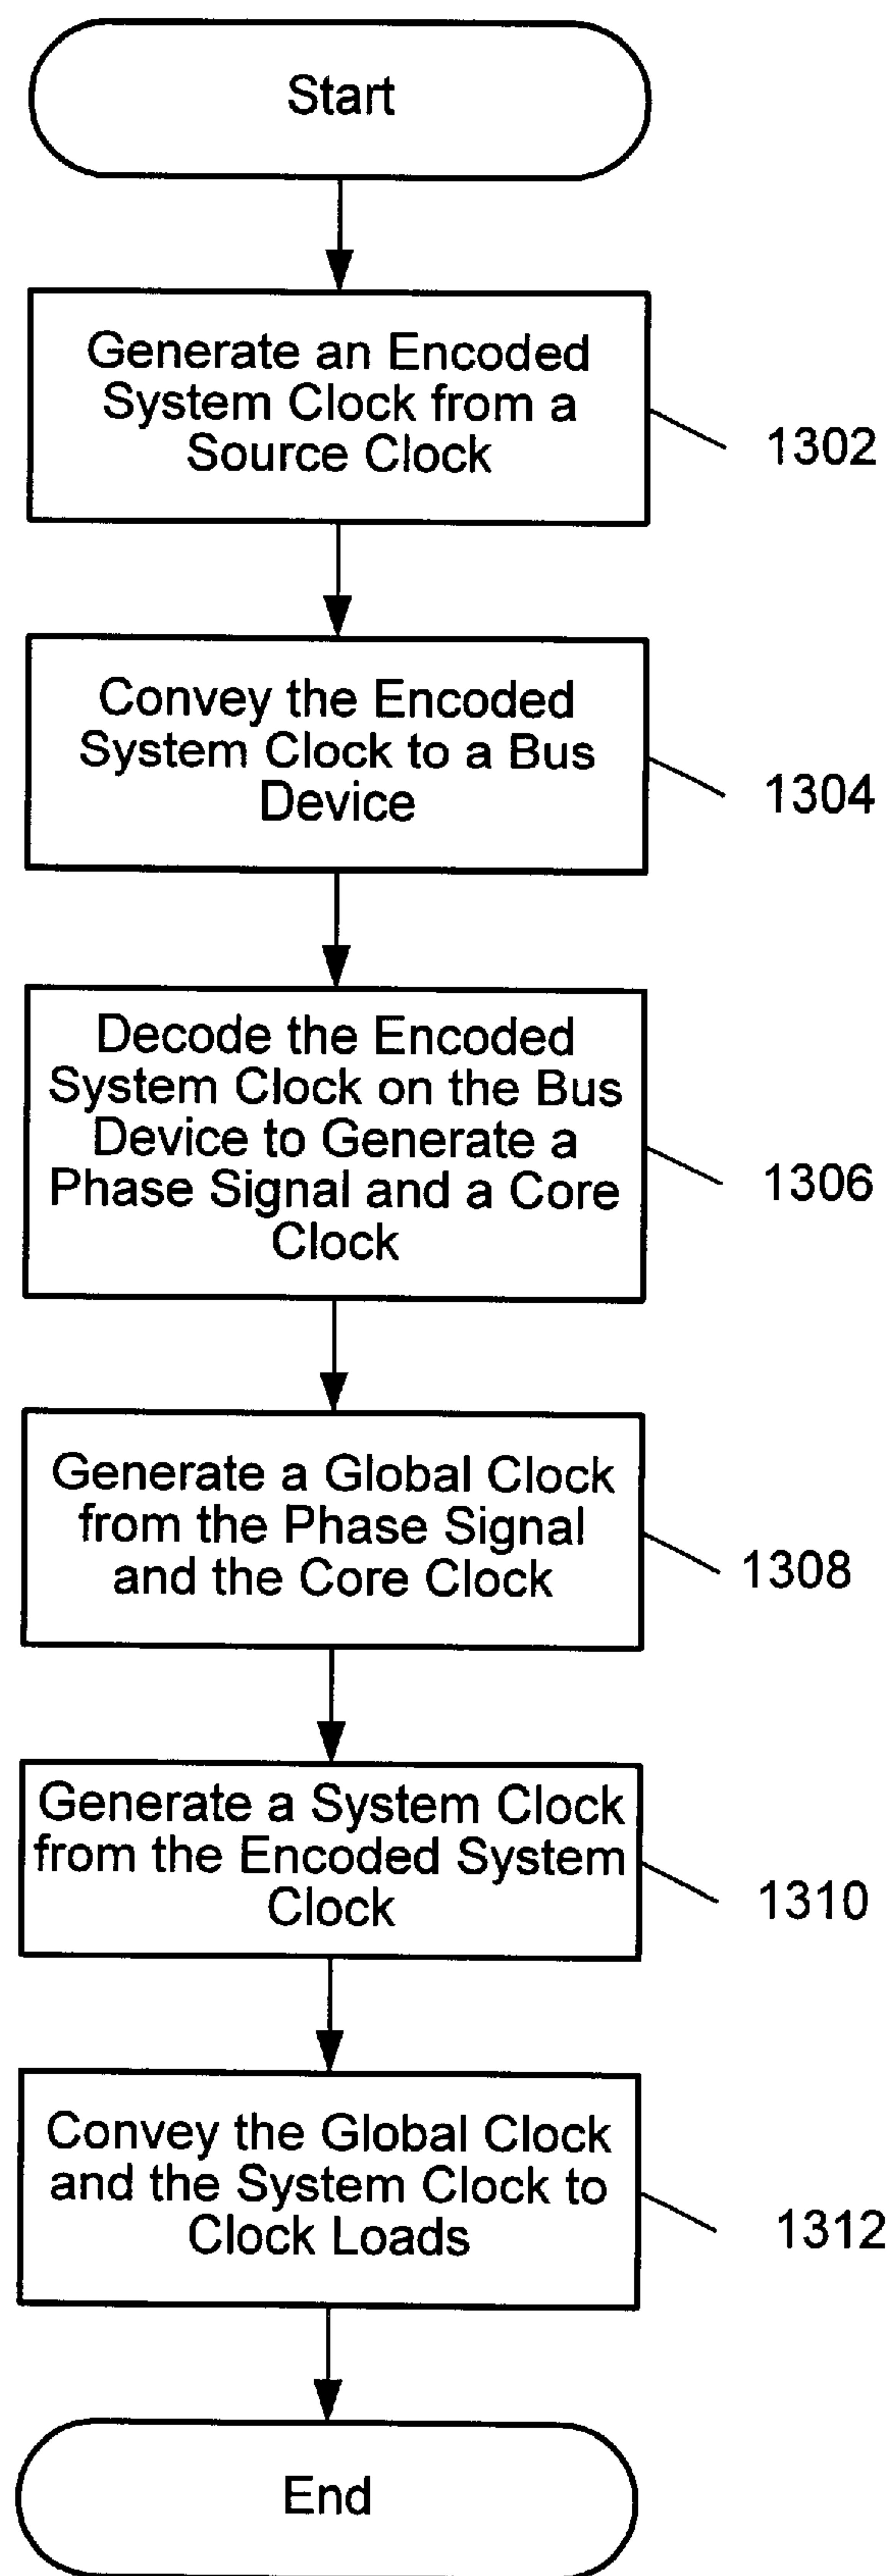 Start
Generate an Encoded
System Clock from a
Source Clock
1302
Convey the Encoded
System Clock to a Bus
Device
1304
Decode the Encoded
System Clock on the Bus
Device to Generate a
Phase Signal and a Core
Clock
1306
Generate a Global Clock
from the Phase Signal
and the Core Clock
1308
Generate a System Clock
from the Encoded System
Clock
1310
Convey the Global Clock
and the System Clock to
Clock Loads
1312
End